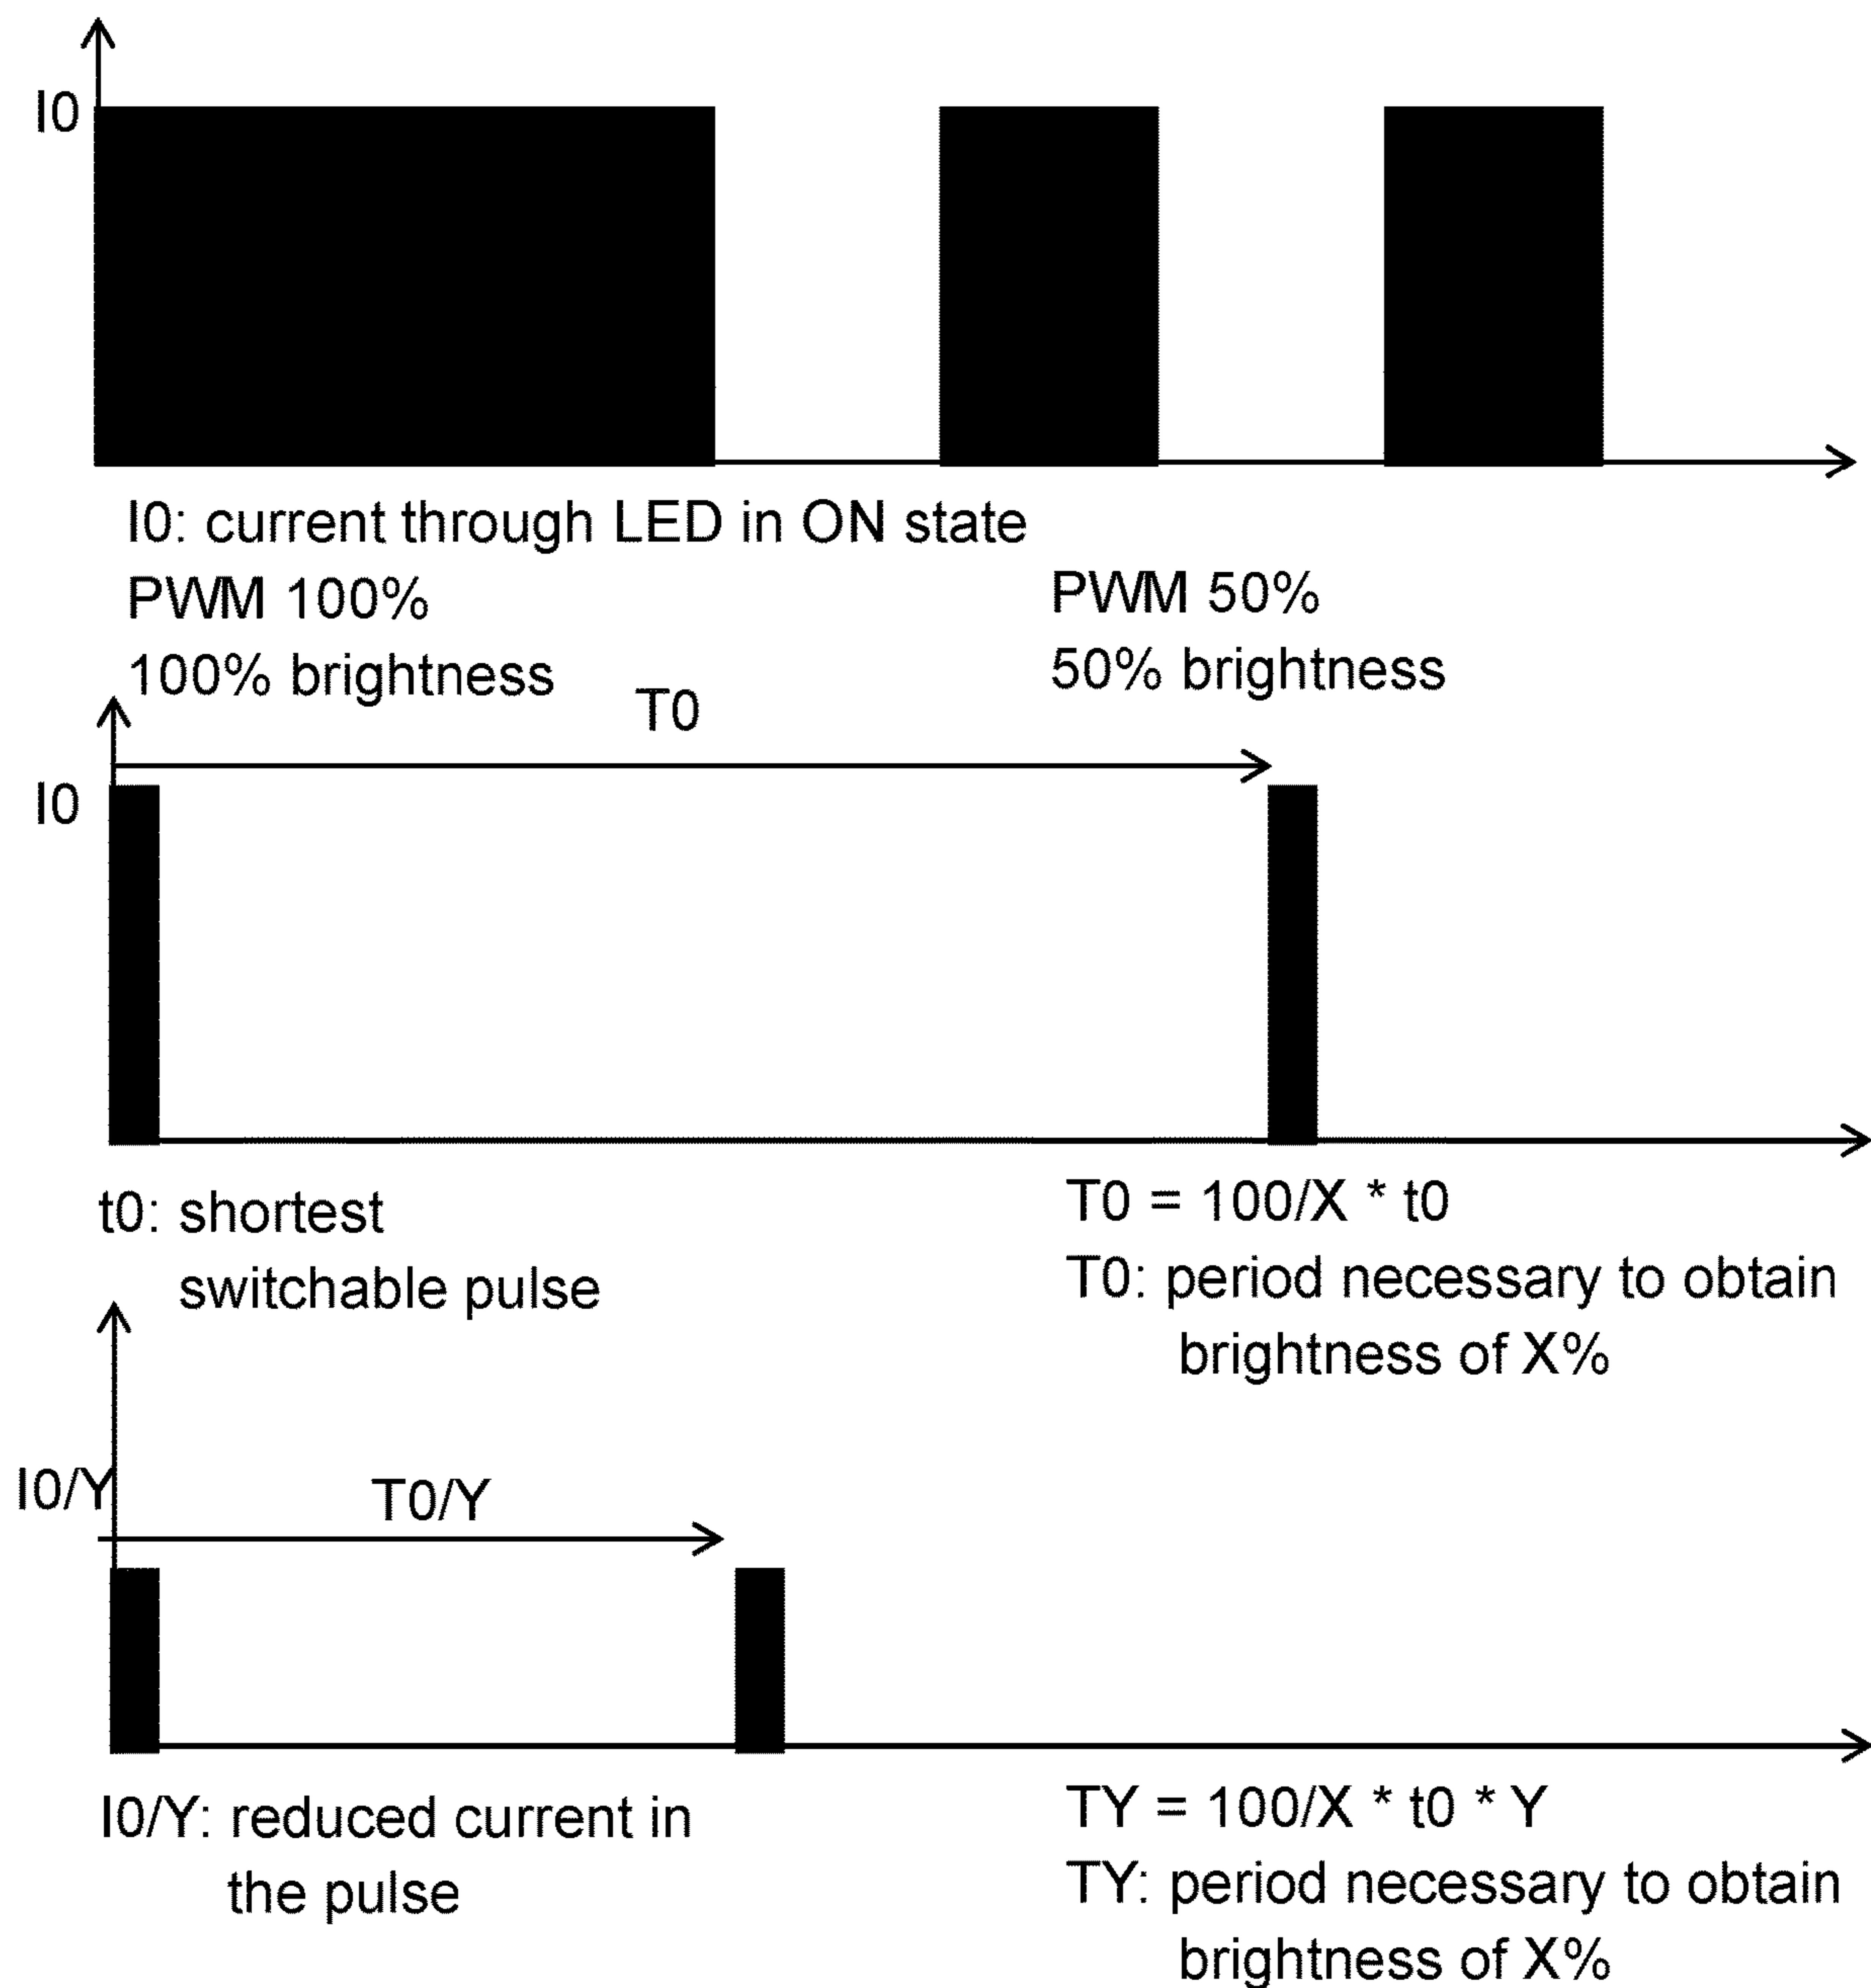 I0
I0: current through LED in ON state
PWM 100%
100% brightness
PWM 50%
50% brightness
T0
I0
t0: shortest
switchable pulse
T0 = 100/X * t0
T0: period necessary to obtain
brightness of X%
I0/Y
T0/Y
I0/Y: reduced current in
the pulse
TY = 100/X * t0 * Y
TY: period necessary to obtain
brightness of X%